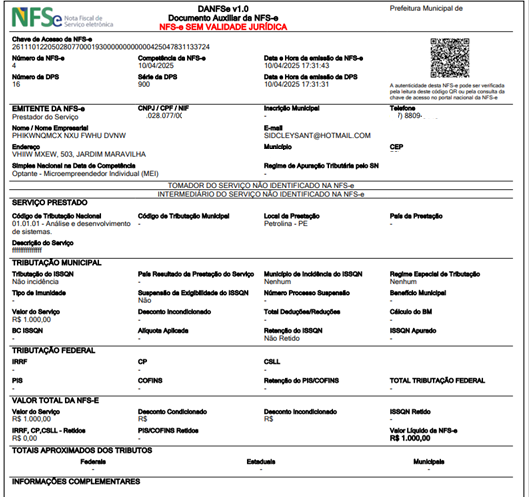 NFSe Nota Fiscal de Serviço eletrônica
DANFSe v1.0
Documento Auxiliar da NFS-e
NFS-e SEM VALIDADE JURÍDICA
Prefeitura Municipal de
Chave de Acesso da NFS-e
Número da NFS-e Competência da NFS-e Data e Hora da emissão da NFS-e
4 10/04/2025 10/04/2025 17:31:43
Número da DPS Série da DPS Data e Hora da emissão da DPS
16 900 10/04/2025 17:31:31
A autenticidade desta NFS-e pode ser verificada
pela leitura deste código QR ou pela consulta da
chave de acesso no portal nacional da NFS-e
EMITENTE DA NFS-e CNPJ / CPF / NIF Inscrição Municipal Telefone
Prestador do Serviço .028.077/0( - 7) 8809-
Nome / Nome Empresarial E-mail
PHIKWNQMCX NXU FWHU DVNW SIDCLEYSANT@HOTMAIL.COM
Endereço Município CEP
VHIIW MXEW, 503, JARDIM MARAVILHA
Simples Nacional na Data de Competência Regime de Apuração Tributária pelo SN
Optante - Microempreendedor Individual (MEI) -
TOMADOR DO SERVIÇO NÃO IDENTIFICADO NA NFS-e
INTERMEDIÁRIO DO SERVIÇO NÃO IDENTIFICADO NA NFS-e
SERVIÇO PRESTADO
Código de Tributação Nacional Código de Tributação Municipal Local da Prestação País da Prestação
01.01.01 - Análise e desenvolvimento - Petrolina - PE -
de sistemas.
Descrição do Serviço
TRIBUTAÇÃO MUNICIPAL
Tributação do ISSQN País Resultado da Prestação do Serviço Município de Incidência do ISSQN Regime Especial de Tributação
Não incidência - Nenhum Nenhum
Tipo de Imunidade Suspensão da Exigibilidade do ISSQN Número Processo Suspensão Benefício Municipal
- Não - -
Valor do Serviço Desconto Incondicionado Total Deduções/Reduções Cálculo do BM
R$ 1.000,00 - - -
BC ISSQN Alíquota Aplicada Retenção do ISSQN ISSQN Apurado
- - Não Retido -
TRIBUTAÇÃO FEDERAL
IRRF CP CSLL
- - -
PIS COFINS Retenção do PIS/COFINS TOTAL TRIBUTAÇÃO FEDERAL
- - - -
VALOR TOTAL DA NFS-E
Valor do Serviço Desconto Condicionado Desconto Incondicionado ISSQN Retido
R$ 1.000,00 R$ R$ -
IRRF, CP,CSLL - Retidos PIS/COFINS Retidos Valor Líquido da NFS-e
R$ 0,00 - R$ 1.000,00
TOTAIS APROXIMADOS DOS TRIBUTOS
Federais Estaduais Municipais
- - -
INFORMAÇÕES COMPLEMENTARES